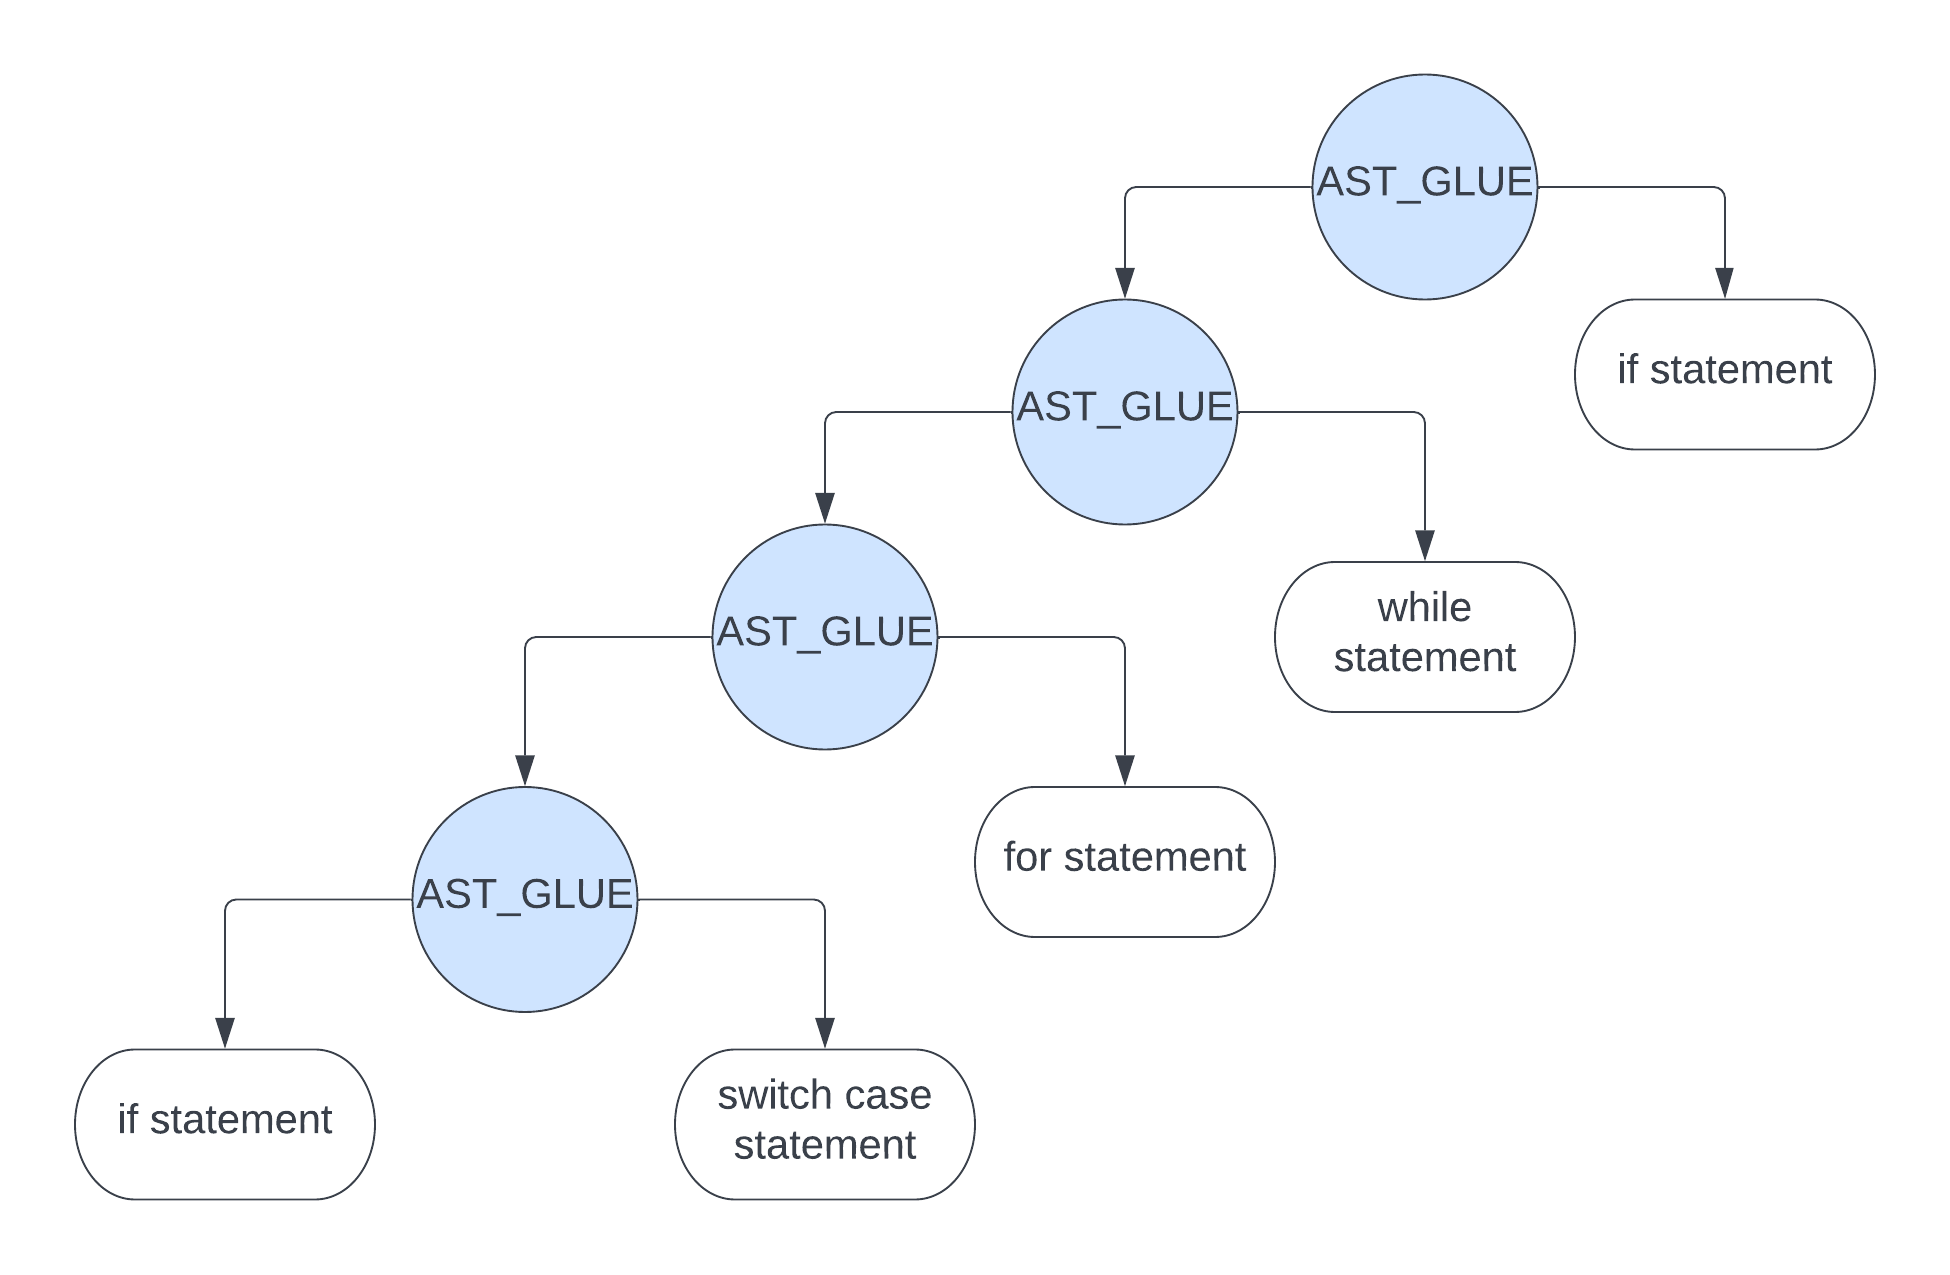 AST_GLUE
if statement
AST_GLUE
while
statement
AST_GLUE
for statement
AST_GLUE
if statement
switch case
statement